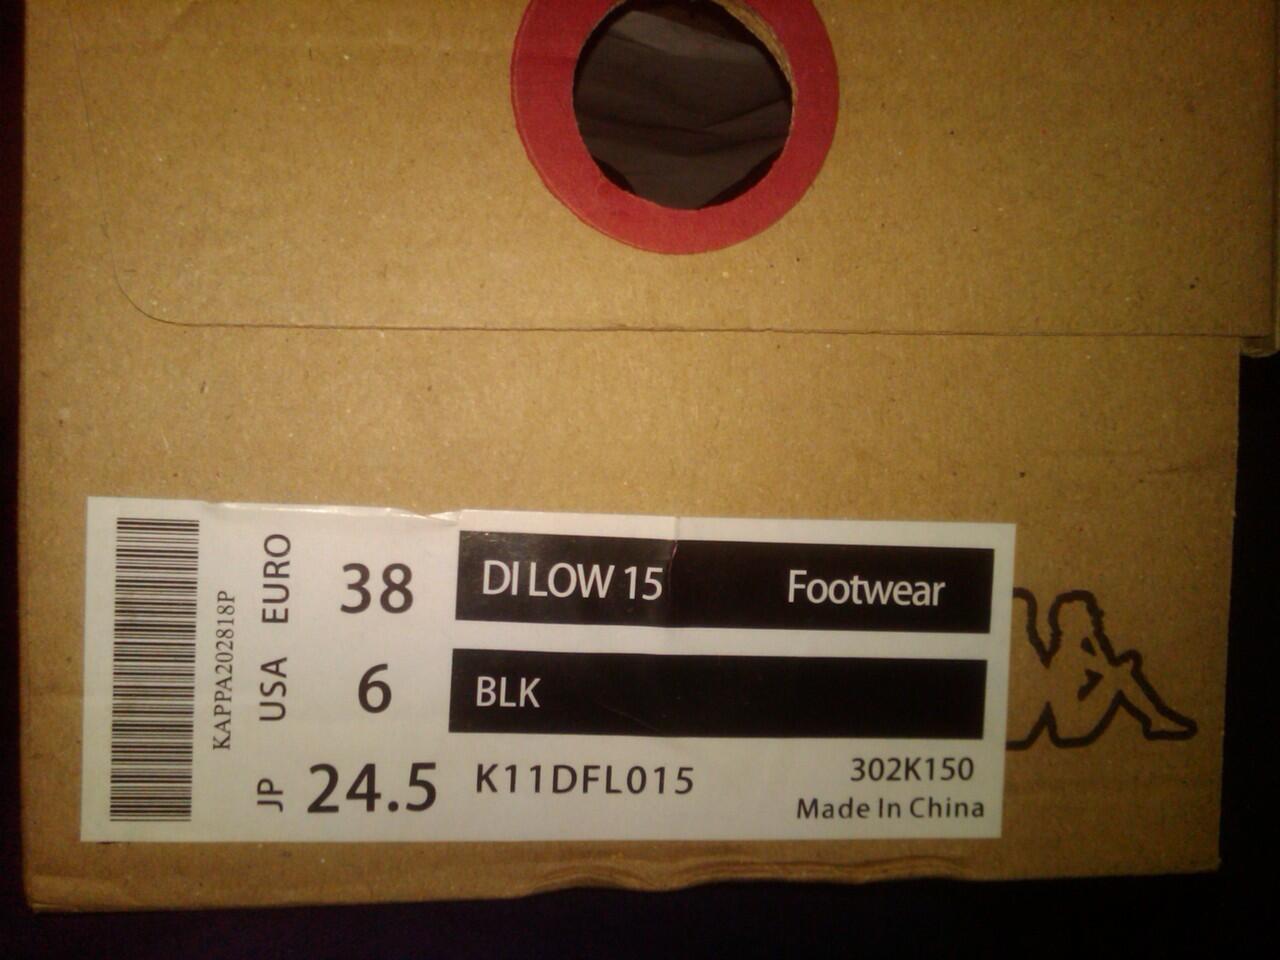 KAPPA202818P
EURO 38
USA 6
JP 24.5
DI LOW 15 Footwear
BLK
K11DFL015 302K150
Made In China